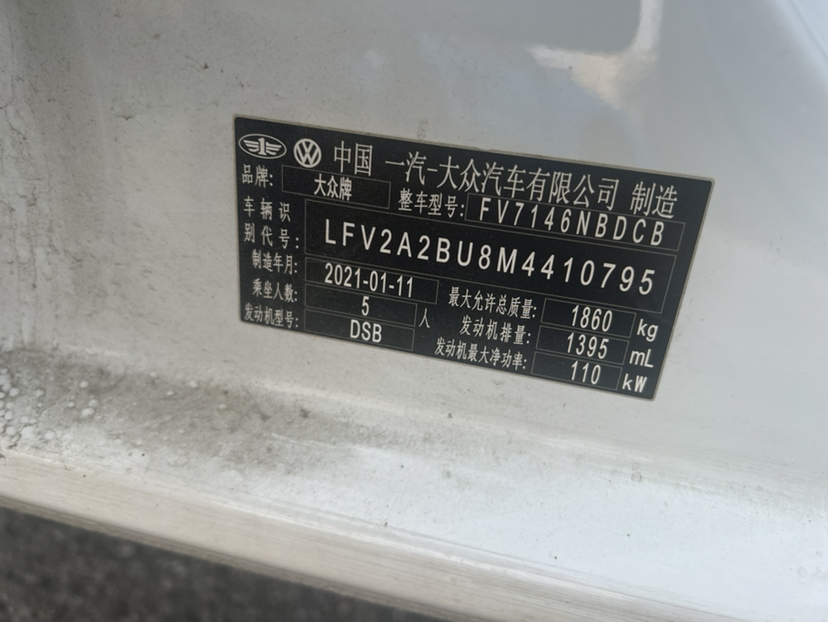 中国 一汽-大众汽车有限公司 制造
品牌: 大众牌 整车型号: FV7146NBDCB
车辆识别代号: LFV2A2BU8M4410795
制造年月: 2021-01-11 最大允许总质量: 1860 kg
乘坐人数: 5 人 发动机排量: 1395 mL
发动机型号: DSB 发动机最大净功率: 110 kW